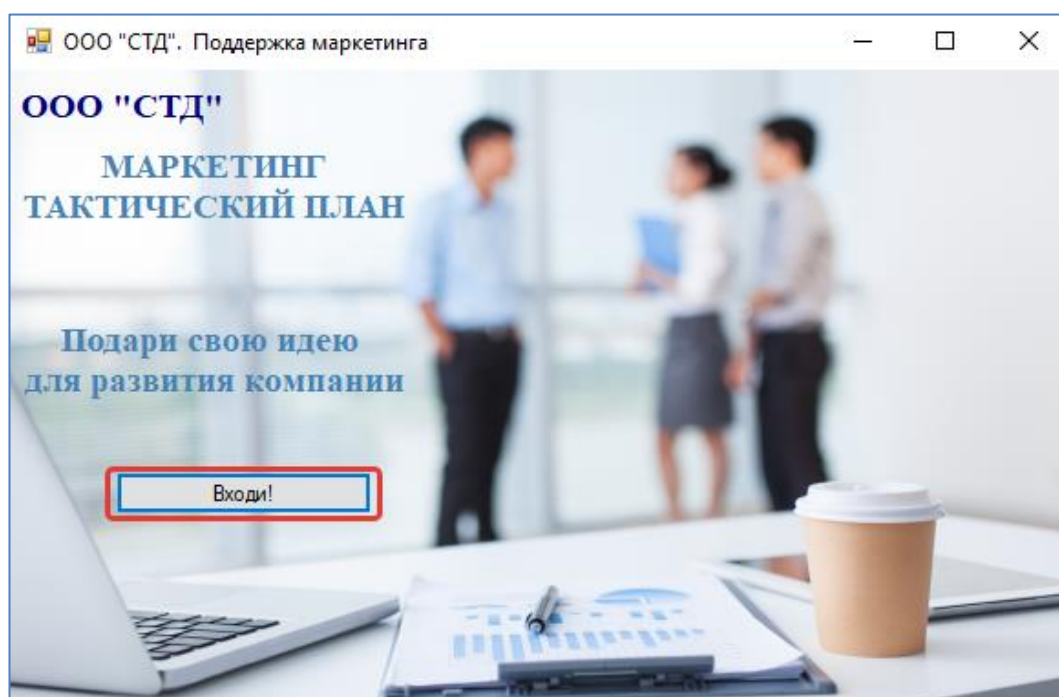 ООО "СТД".  Поддержка маркетинга
ООО "СТД"
МАРКЕТИНГ
ТАКТИЧЕСКИЙ ПЛАН
Подари свою идею
для развития компании
Входи!